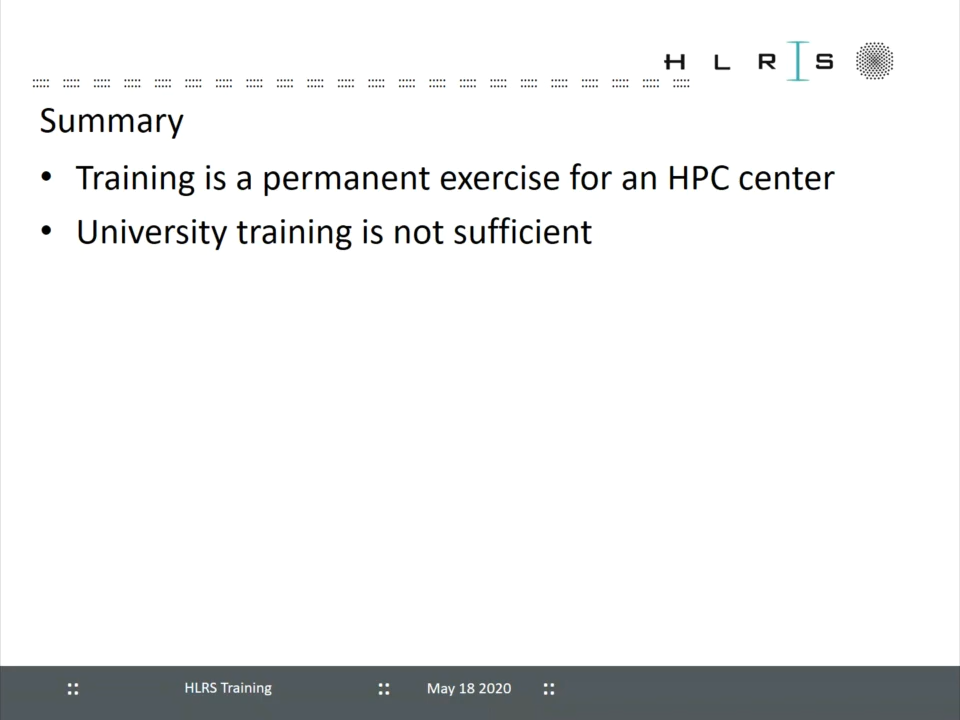 H L R I S
Summary
• Training is a permanent exercise for an HPC center
• University training is not sufficient
:: HLRS Training :: May 18 2020 ::